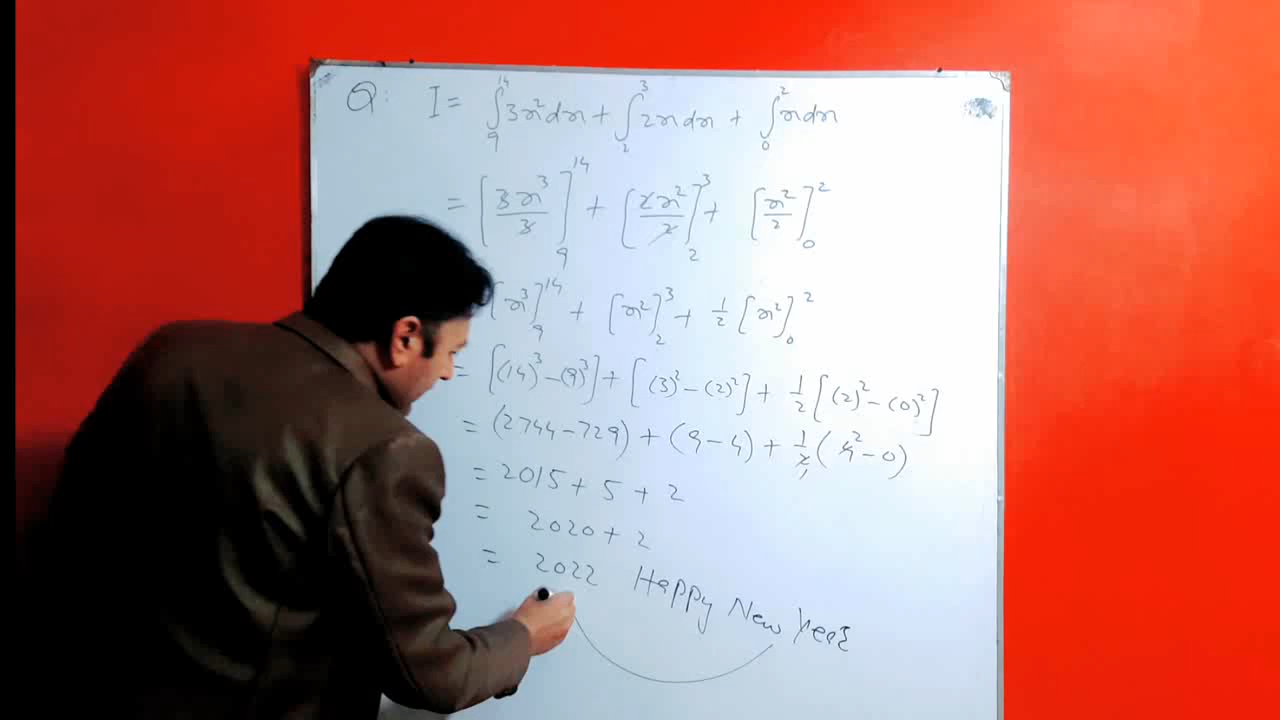 Q: I = ∫₉¹⁴ 3x² dx + ∫₂³ 2x dx + ∫₀² x dx
= [3x³/3]₉¹⁴ + [2x²/2]₂³ + [x²/2]₀²
[x³]₉¹⁴ + [x²]₂³ + 1/2 [x²]₀²
= [(14)³ - (9)³] + [(3)² - (2)²] + 1/2 [(2)² - (0)²]
= (2744 - 729) + (9 - 4) + 1/2 (4 - 0)
= 2015 + 5 + 2
= 2020 + 2
= 2022 Happy New Year